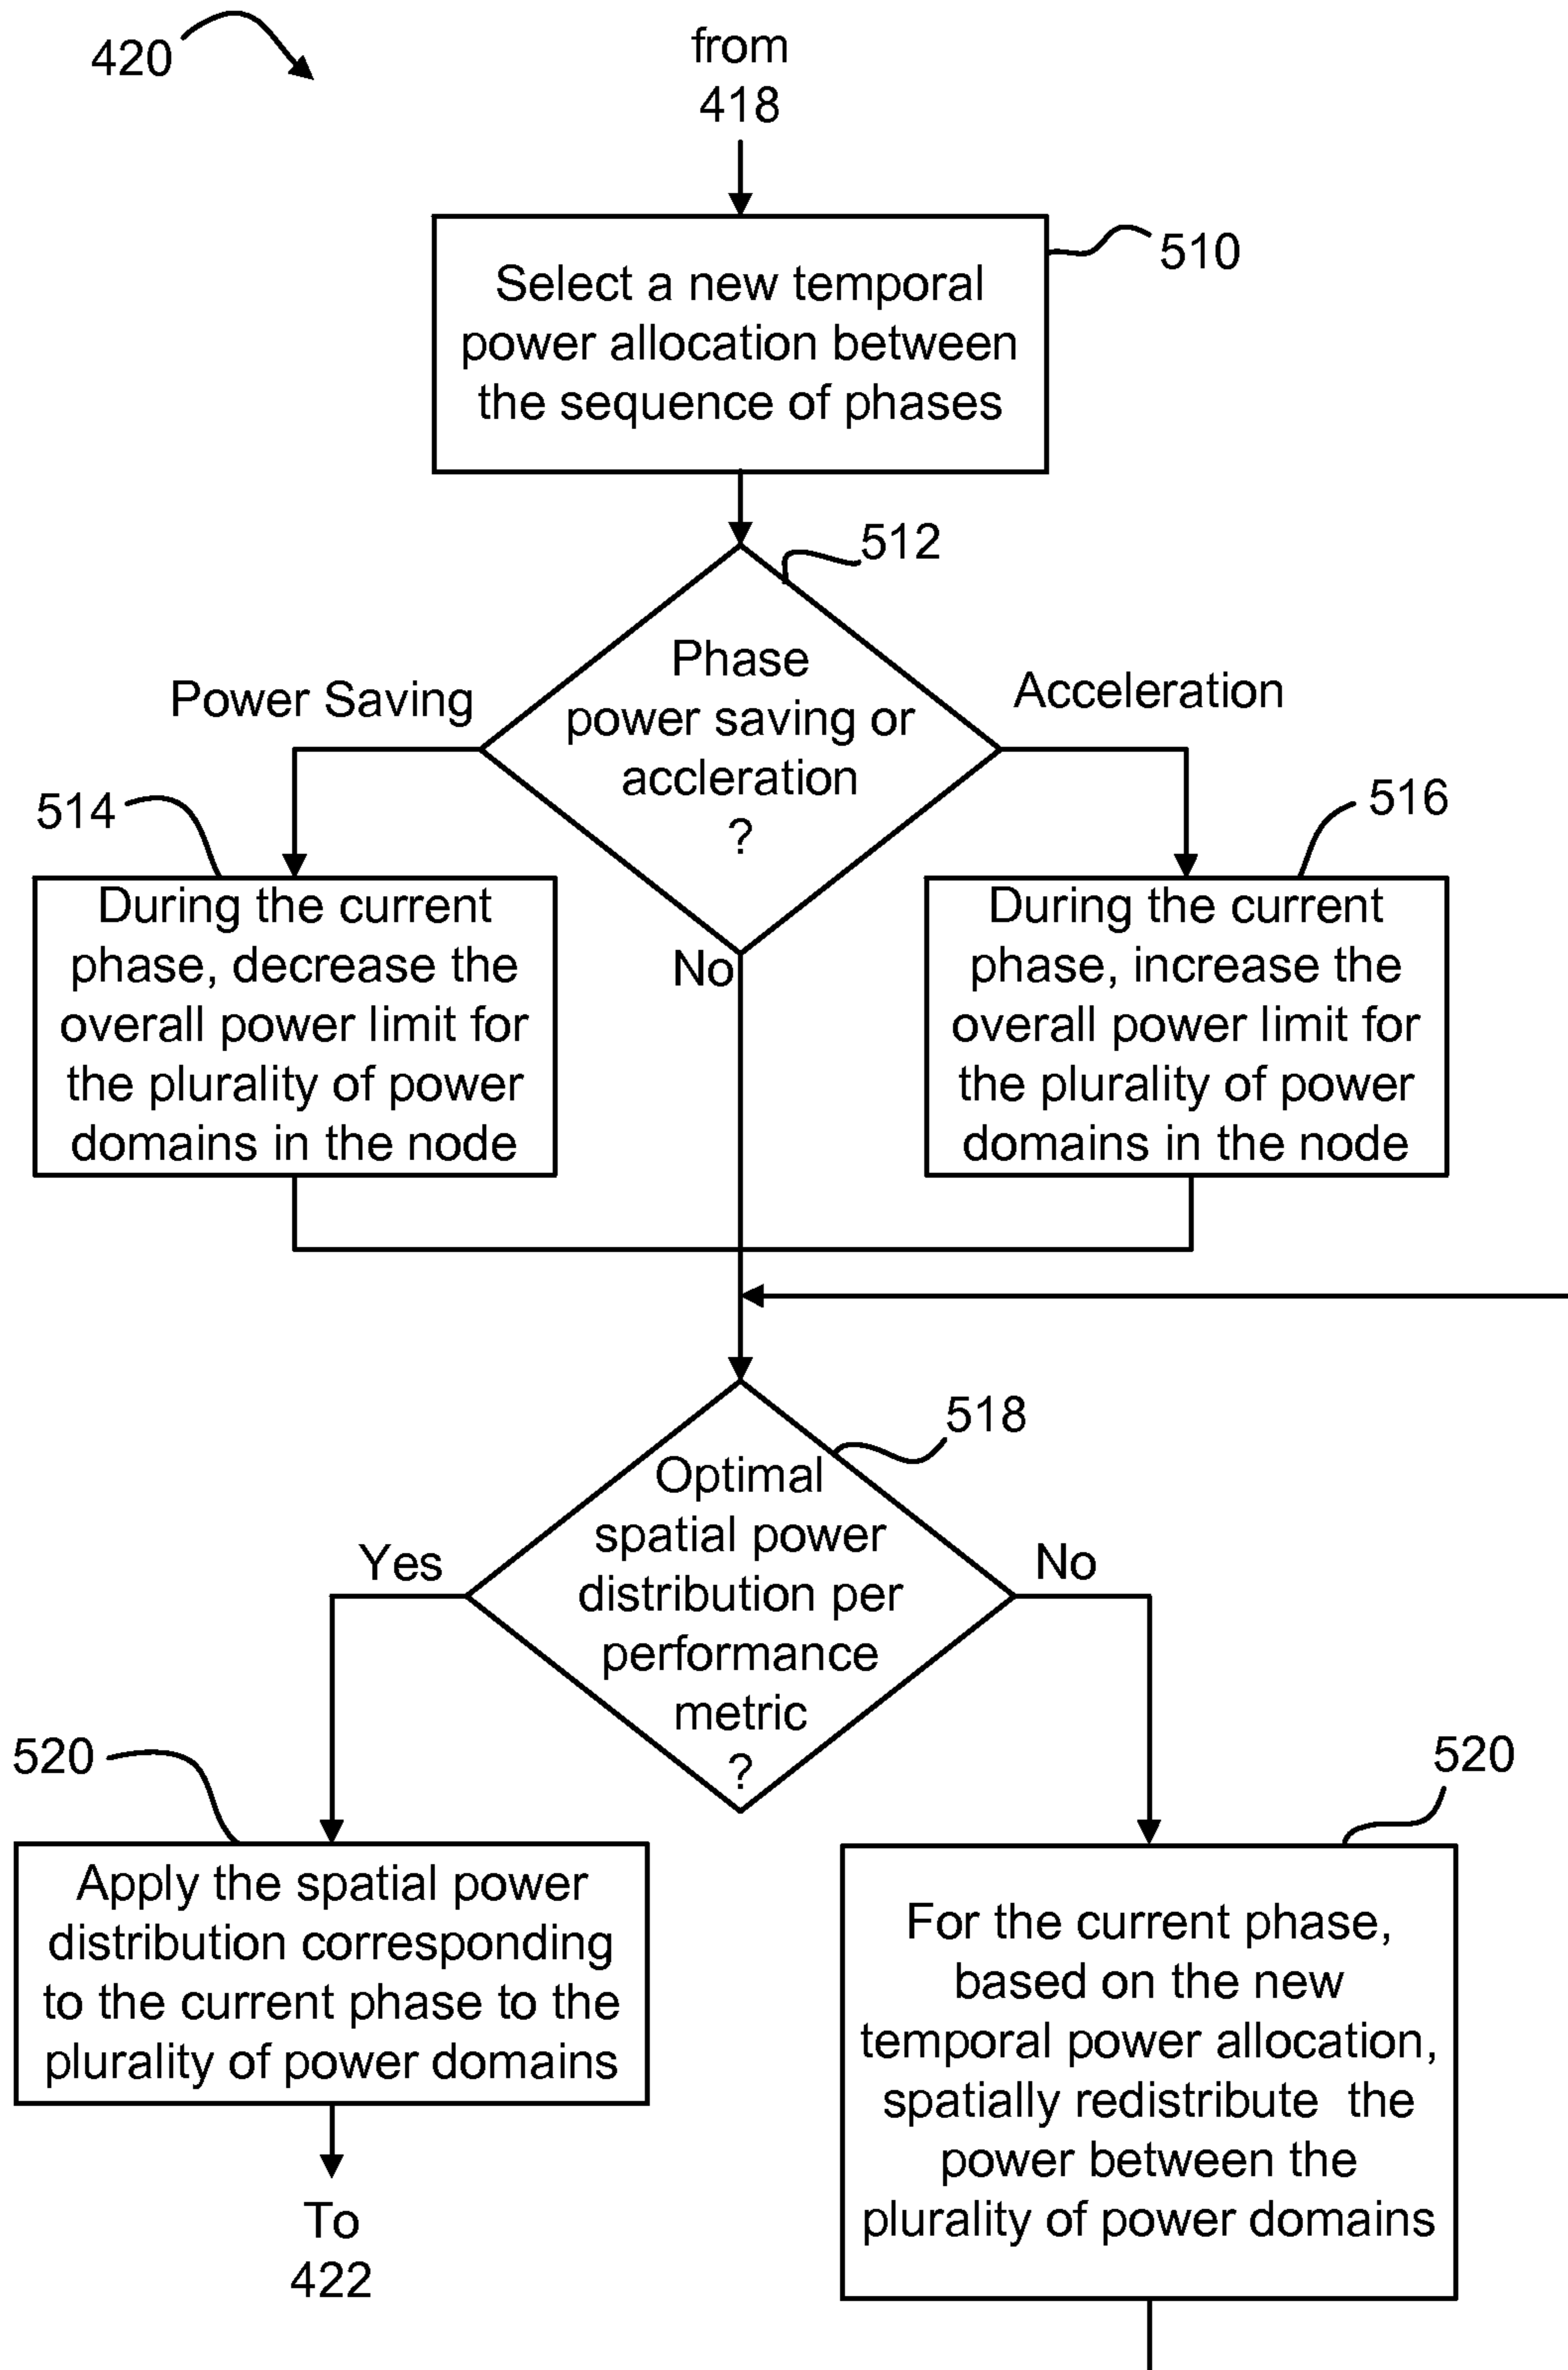 420
from
418
510
Select a new temporal
power allocation between
the sequence of phases
512
Phase
power saving or
accleration
?
Power Saving
Acceleration
514
516
During the current
phase, decrease the
overall power limit for
the plurality of power
domains in the node
No
During the current
phase, increase the
overall power limit for
the plurality of power
domains in the node
518
Optimal
spatial power
distribution per
performance
metric
?
Yes
No
520
520
Apply the spatial power
distribution corresponding
to the current phase to the
plurality of power domains
For the current phase,
based on the new
temporal power allocation,
spatially redistribute the
power between the
plurality of power domains
To
422